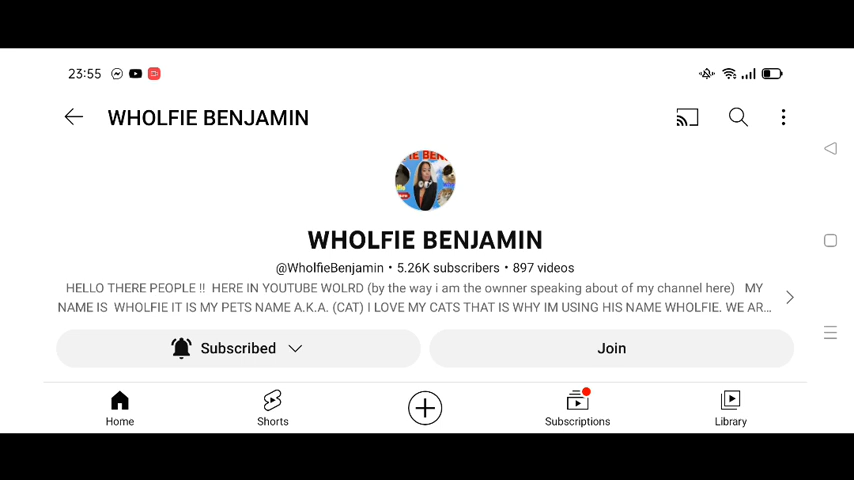 23:55
WHOLFIE BENJAMIN
IE BEN
WHOLFIE BENJAMIN
@WholfieBenjamin • 5.26K subscribers • 897 videos
HELLO THERE PEOPLE !! HERE IN YOUTUBE WOLRD (by the way i am the ownner speaking about of my channel here) MY
NAME IS WHOLFIE IT IS MY PETS NAME A.K.A. (CAT) I LOVE MY CATS THAT IS WHY IM USING HIS NAME WHOLFIE. WE AR...
Subscribed
Join
Home
Shorts
Subscriptions
Library